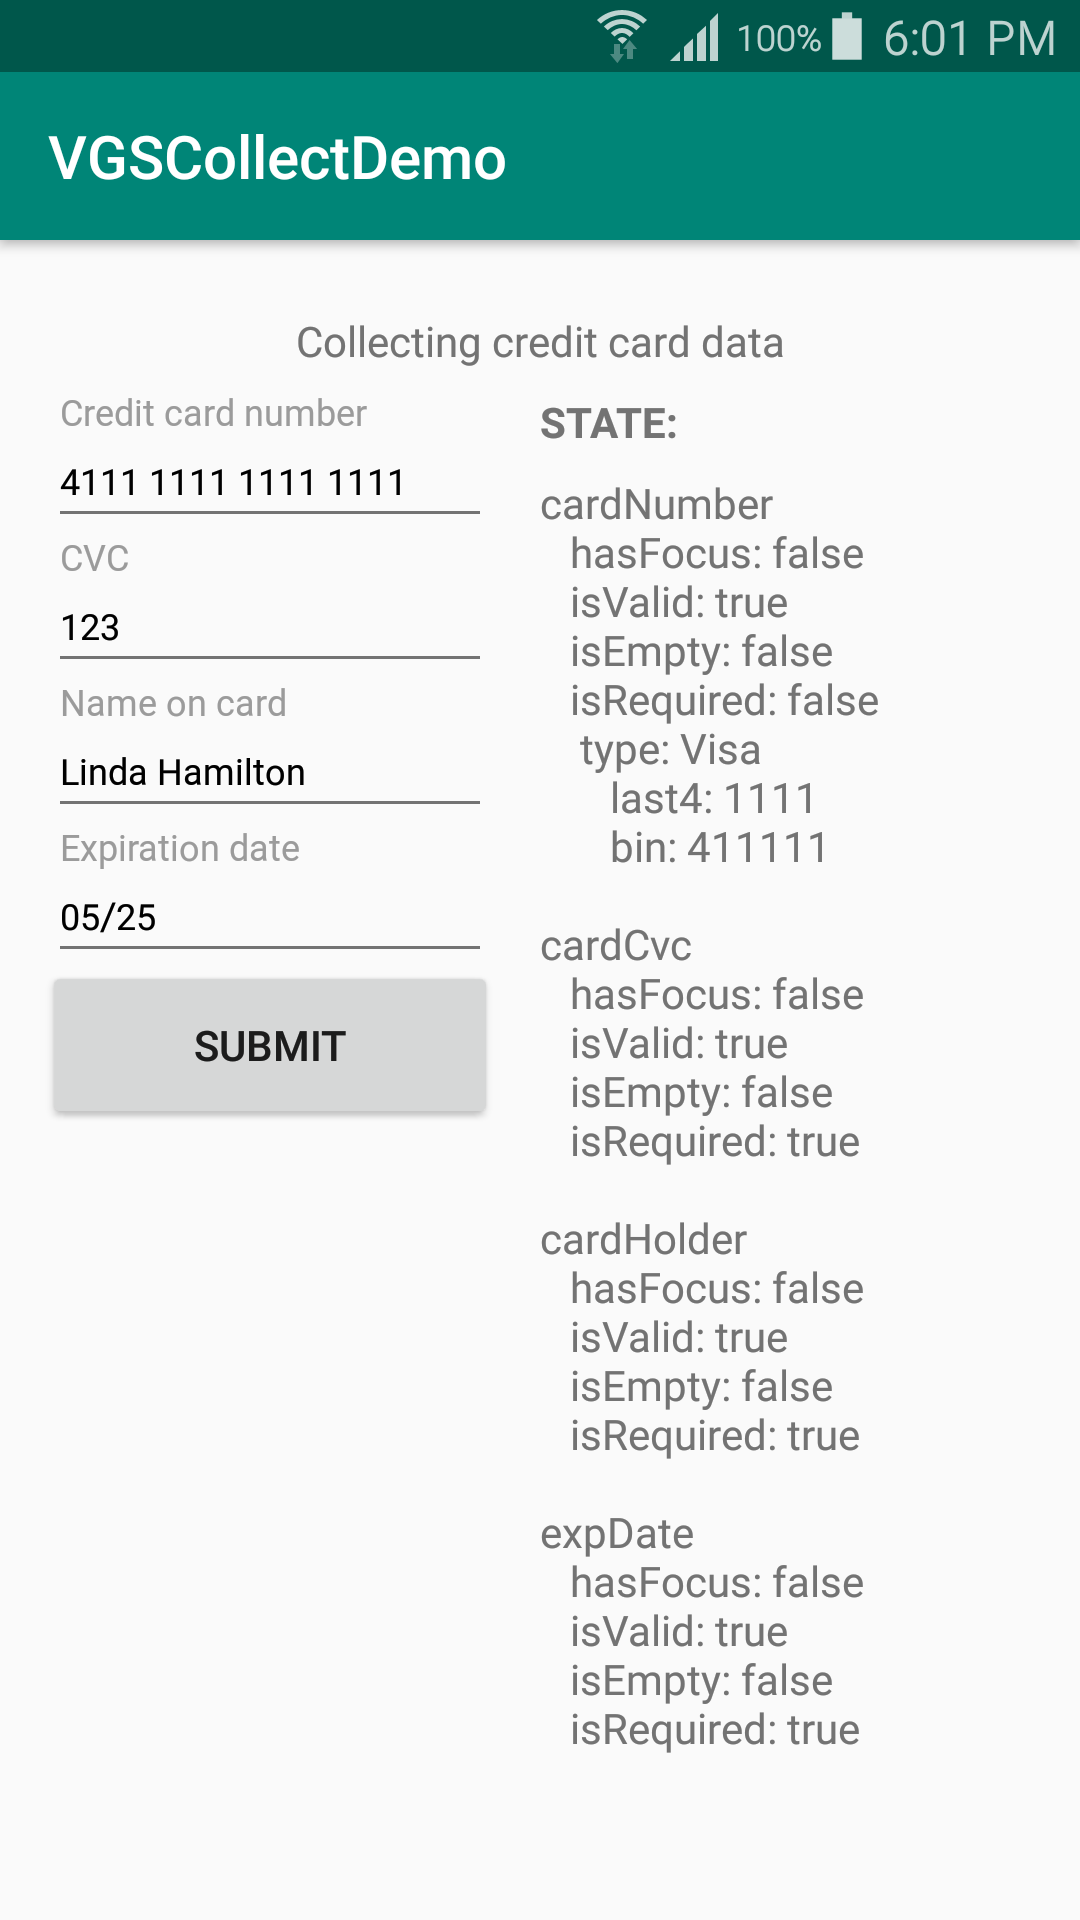 100% 6:01 PM
VGSCollectDemo
Collecting credit card data
Credit card number
4111 1111 1111 1111
CVC
123
Name on card
Linda Hamilton
Expiration date
05/25
SUBMIT
STATE:
cardNumber
hasFocus: false
isValid: true
isEmpty: false
isRequired: false
type: Visa
last4: 1111
bin: 411111
cardCvc
hasFocus: false
isValid: true
isEmpty: false
isRequired: true
cardHolder
hasFocus: false
isValid: true
isEmpty: false
isRequired: true
expDate
hasFocus: false
isValid: true
isEmpty: false
isRequired: true